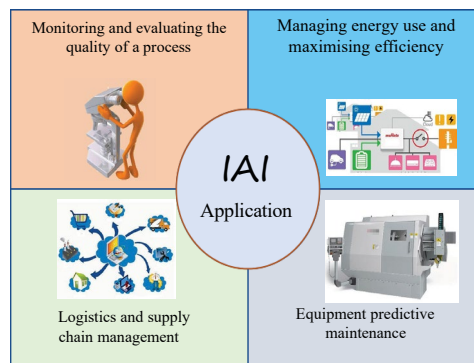 Monitoring and evaluating the
quality of a process
Managing energy use and
maximising efficiency
IAI
Application
Logistics and supply
chain management
Equipment predictive
maintenance